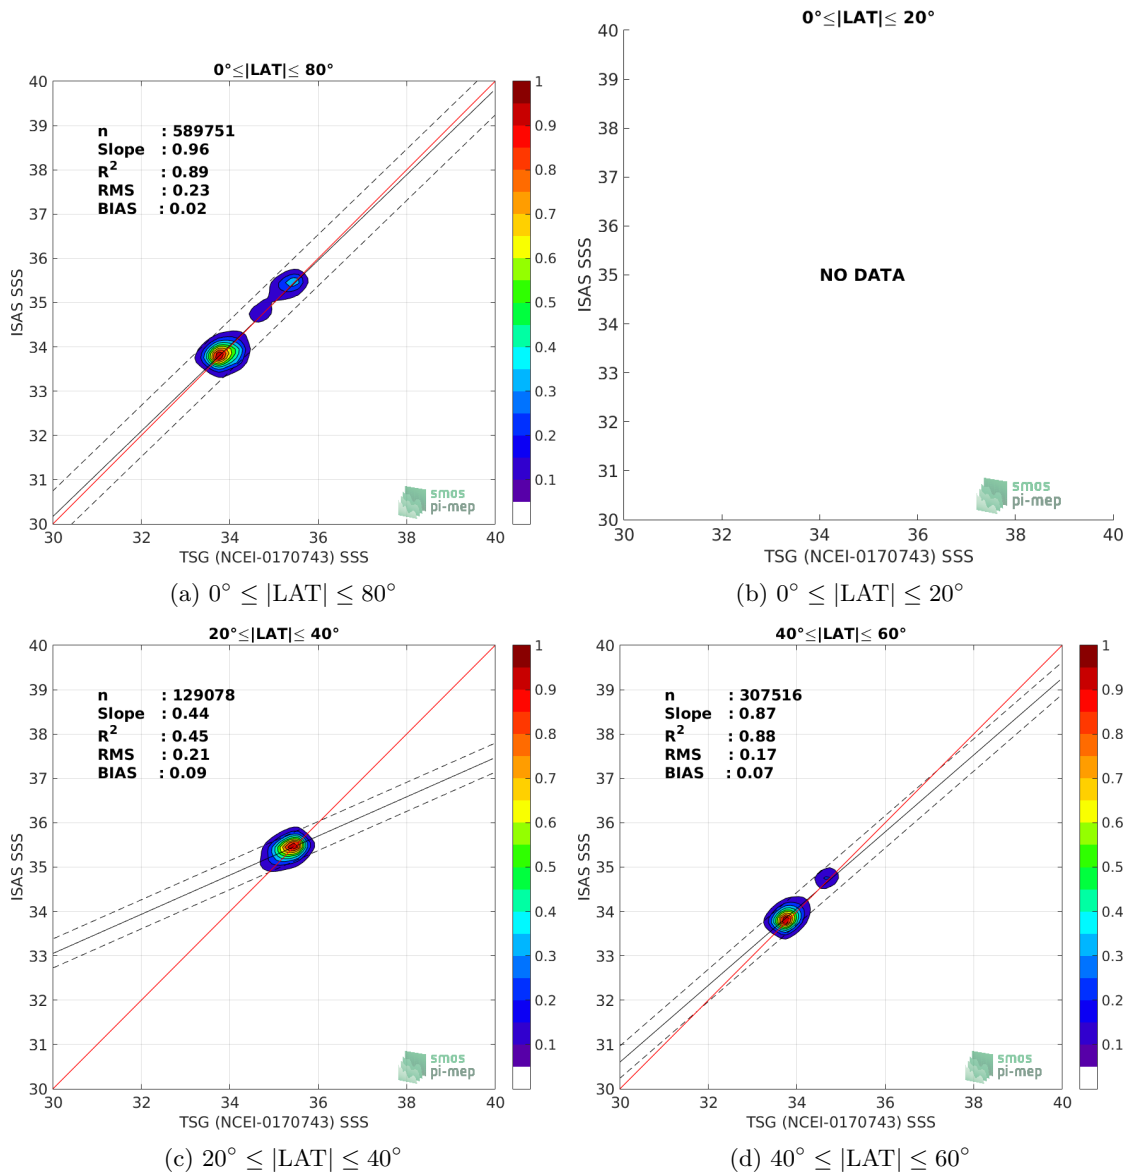 0°≤|LAT|≤ 80°
40
39
38
37
36
35
34
33
32
31
30
ISAS SSS
n : 589751
Slope : 0.96
R2 : 0.89
RMS : 0.23
BIAS : 0.02
smos
pi-mep
30 32 34 36 38 40
TSG (NCEI-0170743) SSS
1
0.9
0.8
0.7
0.6
0.5
0.4
0.3
0.2
0.1
(a) 0° ≤ |LAT| ≤ 80°
0°≤|LAT|≤ 20°
40
39
38
37
36
35
34
33
32
31
30
ISAS SSS
NO DATA
smos
pi-mep
30 32 34 36 38 40
TSG (NCEI-0170743) SSS
(b) 0° ≤ |LAT| ≤ 20°
20°≤|LAT|≤ 40°
40
39
38
37
36
35
34
33
32
31
30
ISAS SSS
n : 129078
Slope : 0.44
R2 : 0.45
RMS : 0.21
BIAS : 0.09
smos
pi-mep
30 32 34 36 38 40
TSG (NCEI-0170743) SSS
1
0.9
0.8
0.7
0.6
0.5
0.4
0.3
0.2
0.1
(c) 20° ≤ |LAT| ≤ 40°
40°≤|LAT|≤ 60°
40
39
38
37
36
35
34
33
32
31
30
ISAS SSS
n : 307516
Slope : 0.87
R2 : 0.88
RMS : 0.17
BIAS : 0.07
smos
pi-mep
30 32 34 36 38 40
TSG (NCEI-0170743) SSS
1
0.9
0.8
0.7
0.6
0.5
0.4
0.3
0.2
0.1
(d) 40° ≤ |LAT| ≤ 60°